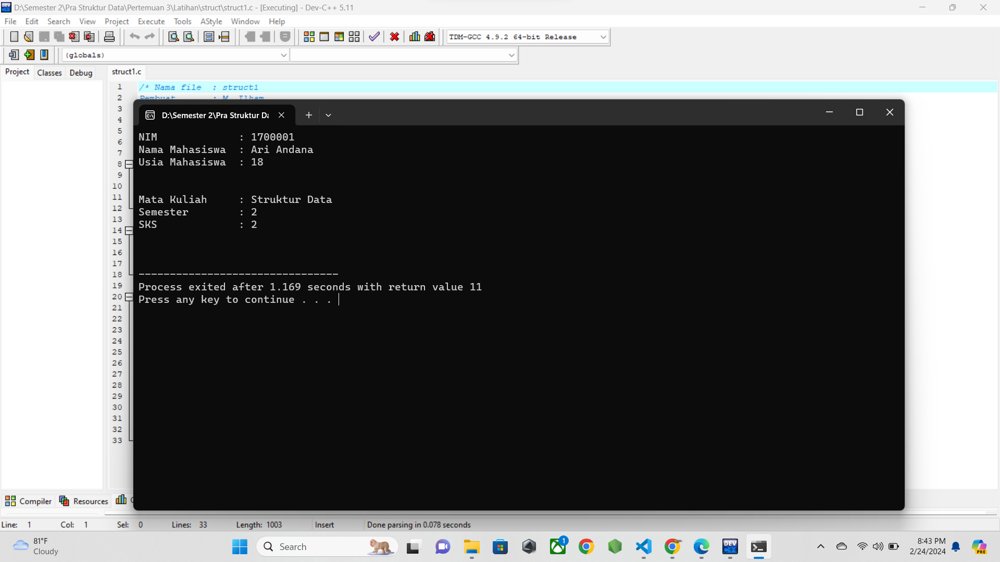 D:\Semester 2\Pra Struktur Data\Pertemuan 3\Latihan\struct\struct1.c - [Executing] - Dev-C++ 5.11
File Edit Search View Project Execute Tools AStyle Window Help
TDM-GCC 4.9.2 64-bit Release
(globals)
Project Classes Debug
struct1.c
1 /* Nama file : struct1
2 Pembuat : M. Ilham
3
4
5
6
7
8
9
10
11
12
13
14
15
16
17
18
19
20
21
22
23
24
25
26
27
28
29
30
31
32
33
D:\Semester 2\Pra Struktur Da
NIM : 1700001
Nama Mahasiswa : Ari Andana
Usia Mahasiswa : 18
Mata Kuliah : Struktur Data
Semester : 2
SKS : 2
--------------------------------
Process exited after 1.169 seconds with return value 11
Press any key to continue . . .
Compiler Resources
Line: 1 Col: 1 Sel: 0 Lines: 33 Length: 1003 Insert Done parsing in 0.078 seconds
81°F
Cloudy
Search
1
DEV C++
8:43 PM
2/24/2024
PRE